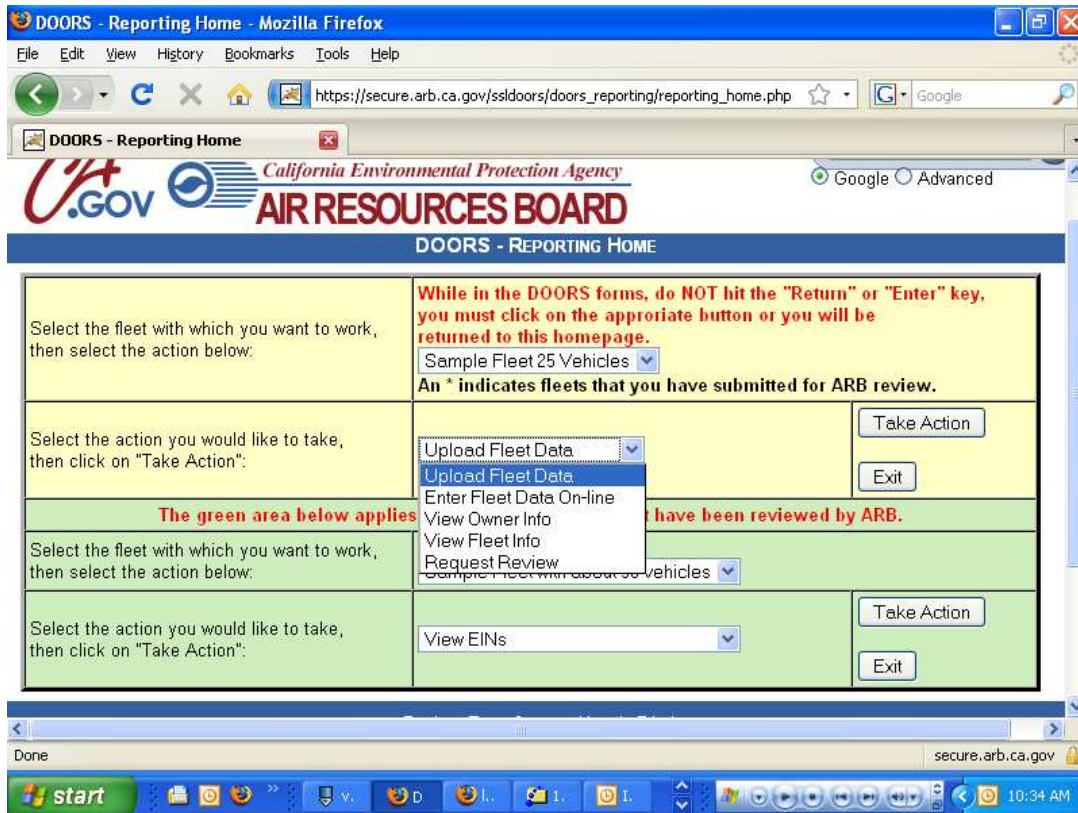 DOORS - Reporting Home - Mozilla Firefox
File Edit View History Bookmarks Tools Help
https://secure.arb.ca.gov/ssldoors/doors_reporting/reporting_home.php
G Google
DOORS - Reporting Home
CA.GOV
California Environmental Protection Agency
AIR RESOURCES BOARD
Google Advanced
DOORS - REPORTING HOME
Select the fleet with which you want to work,
then select the action below:
While in the DOORS forms, do NOT hit the "Return" or "Enter" key,
you must click on the approriate button or you will be
returned to this homepage.
Sample Fleet 25 Vehicles
An * indicates fleets that you have submitted for ARB review.
Select the action you would like to take,
then click on "Take Action":
Upload Fleet Data
Upload Fleet Data
Enter Fleet Data On-line
View Owner Info
View Fleet Info
Request Review
Take Action
Exit
The green area below applies have been reviewed by ARB.
Select the fleet with which you want to work,
then select the action below:
Sample Fleet with about vehicles
Select the action you would like to take,
then click on "Take Action":
View EINs
Take Action
Exit
Done
secure.arb.ca.gov
start
V.
D
I..
1.
I.
10:34 AM